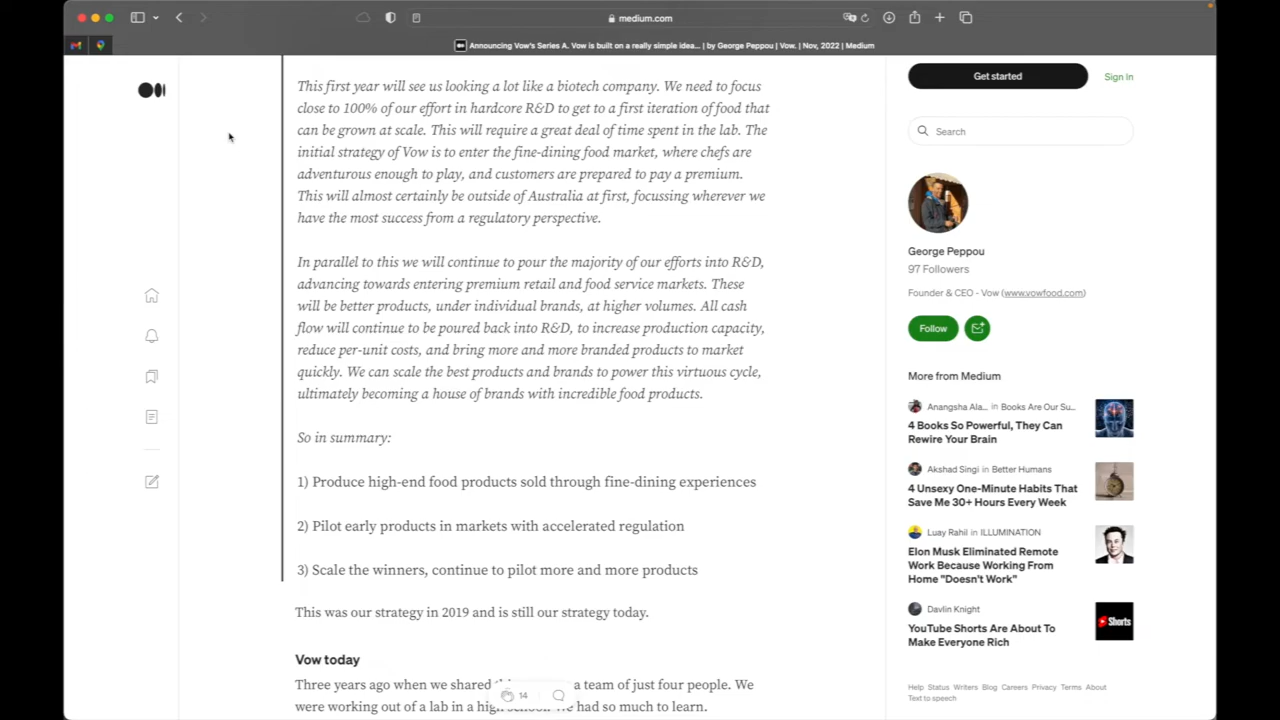 medium.com
Announcing Vow's Series A. Vow is built on a really simple idea... | by George Peppou | Vow. | Nov, 2022 | Medium
This first year will see us looking a lot like a biotech company. We need to focus
close to 100% of our effort in hardcore R&D to get to a first iteration of food that
can be grown at scale. This will require a great deal of time spent in the lab. The
initial strategy of Vow is to enter the fine-dining food market, where chefs are
adventurous enough to play, and customers are prepared to pay a premium.
This will almost certainly be outside of Australia at first, focussing wherever we
have the most success from a regulatory perspective.
In parallel to this we will continue to pour the majority of our efforts into R&D,
advancing towards entering premium retail and food service markets. These
will be better products, under individual brands, at higher volumes. All cash
flow will continue to be poured back into R&D, to increase production capacity,
reduce per-unit costs, and bring more and more branded products to market
quickly. We can scale the best products and brands to power this virtuous cycle,
ultimately becoming a house of brands with incredible food products.
So in summary:
1) Produce high-end food products sold through fine-dining experiences
2) Pilot early products in markets with accelerated regulation
3) Scale the winners, continue to pilot more and more products
This was our strategy in 2019 and is still our strategy today.
Vow today
Three years ago when we shared a team of just four people. We
were working out of a lab in a high had so much to learn.
14
Get started
Sign In
Search
George Peppou
97 Followers
Founder & CEO - Vow (www.vowfood.com)
Follow
More from Medium
Anangsha Ala... in Books Are Our Su...
4 Books So Powerful, They Can
Rewire Your Brain
Akshad Singi in Better Humans
4 Unsexy One-Minute Habits That
Save Me 30+ Hours Every Week
Luay Rahil in ILLUMINATION
Elon Musk Eliminated Remote
Work Because Working From
Home "Doesn't Work"
Davlin Knight
YouTube Shorts Are About To
Make Everyone Rich
Shorts
Help Status Writers Blog Careers Privacy Terms About
Text to speech